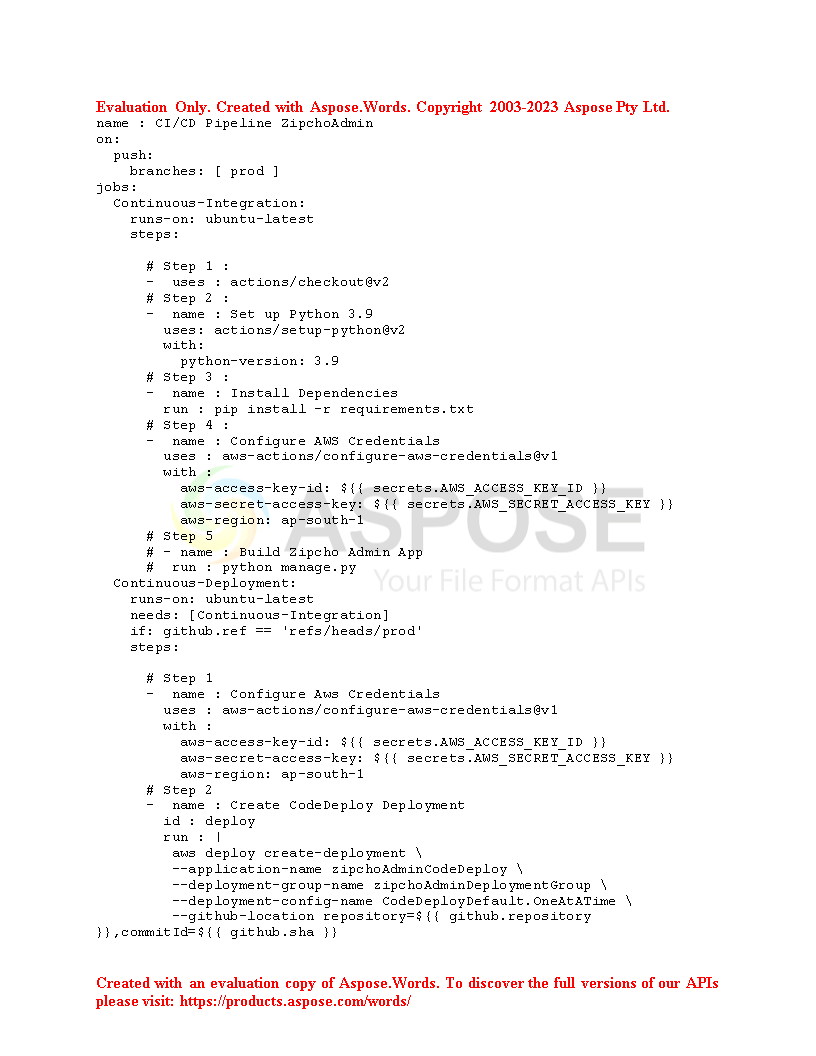 Evaluation Only. Created with Aspose.Words. Copyright 2003-2023 Aspose Pty Ltd.
name : CI/CD Pipeline ZipchoAdmin
on:
  push:
    branches: [ prod ]
jobs:
  Continuous-Integration:
    runs-on: ubuntu-latest
    steps:

      # Step 1 :
      -  uses : actions/checkout@v2
      # Step 2 :
      -  name : Set up Python 3.9
        uses: actions/setup-python@v2
        with:
          python-version: 3.9
      # Step 3 :
      -  name : Install Dependencies
        run : pip install -r requirements.txt
      # Step 4 :
      -  name : Configure AWS Credentials
        uses : aws-actions/configure-aws-credentials@v1
        with :
          aws-access-key-id: ${{ secrets.AWS_ACCESS_KEY_ID }}
          aws-secret-access-key: ${{ secrets.AWS_SECRET_ACCESS_KEY }}
          aws-region: ap-south-1
      # Step 5
      # - name : Build Zipcho Admin App
      #  run : python manage.py
  Continuous-Deployment:
    runs-on: ubuntu-latest
    needs: [Continuous-Integration]
    if: github.ref == 'refs/heads/prod'
    steps:

      # Step 1
      -  name : Configure Aws Credentials
        uses : aws-actions/configure-aws-credentials@v1
        with :
          aws-access-key-id: ${{ secrets.AWS_ACCESS_KEY_ID }}
          aws-secret-access-key: ${{ secrets.AWS_SECRET_ACCESS_KEY }}
          aws-region: ap-south-1
      # Step 2
      -  name : Create CodeDeploy Deployment
        id : deploy
        run : |
         aws deploy create-deployment \
         --application-name zipchoAdminCodeDeploy \
         --deployment-group-name zipchoAdminDeploymentGroup \
         --deployment-config-name CodeDeployDefault.OneAtATime \
         --github-location repository=${{ github.repository
}},commitId=${{ github.sha }}
ASPOSE
Your File Format APIs
Created with an evaluation copy of Aspose.Words. To discover the full versions of our APIs
please visit: https://products.aspose.com/words/